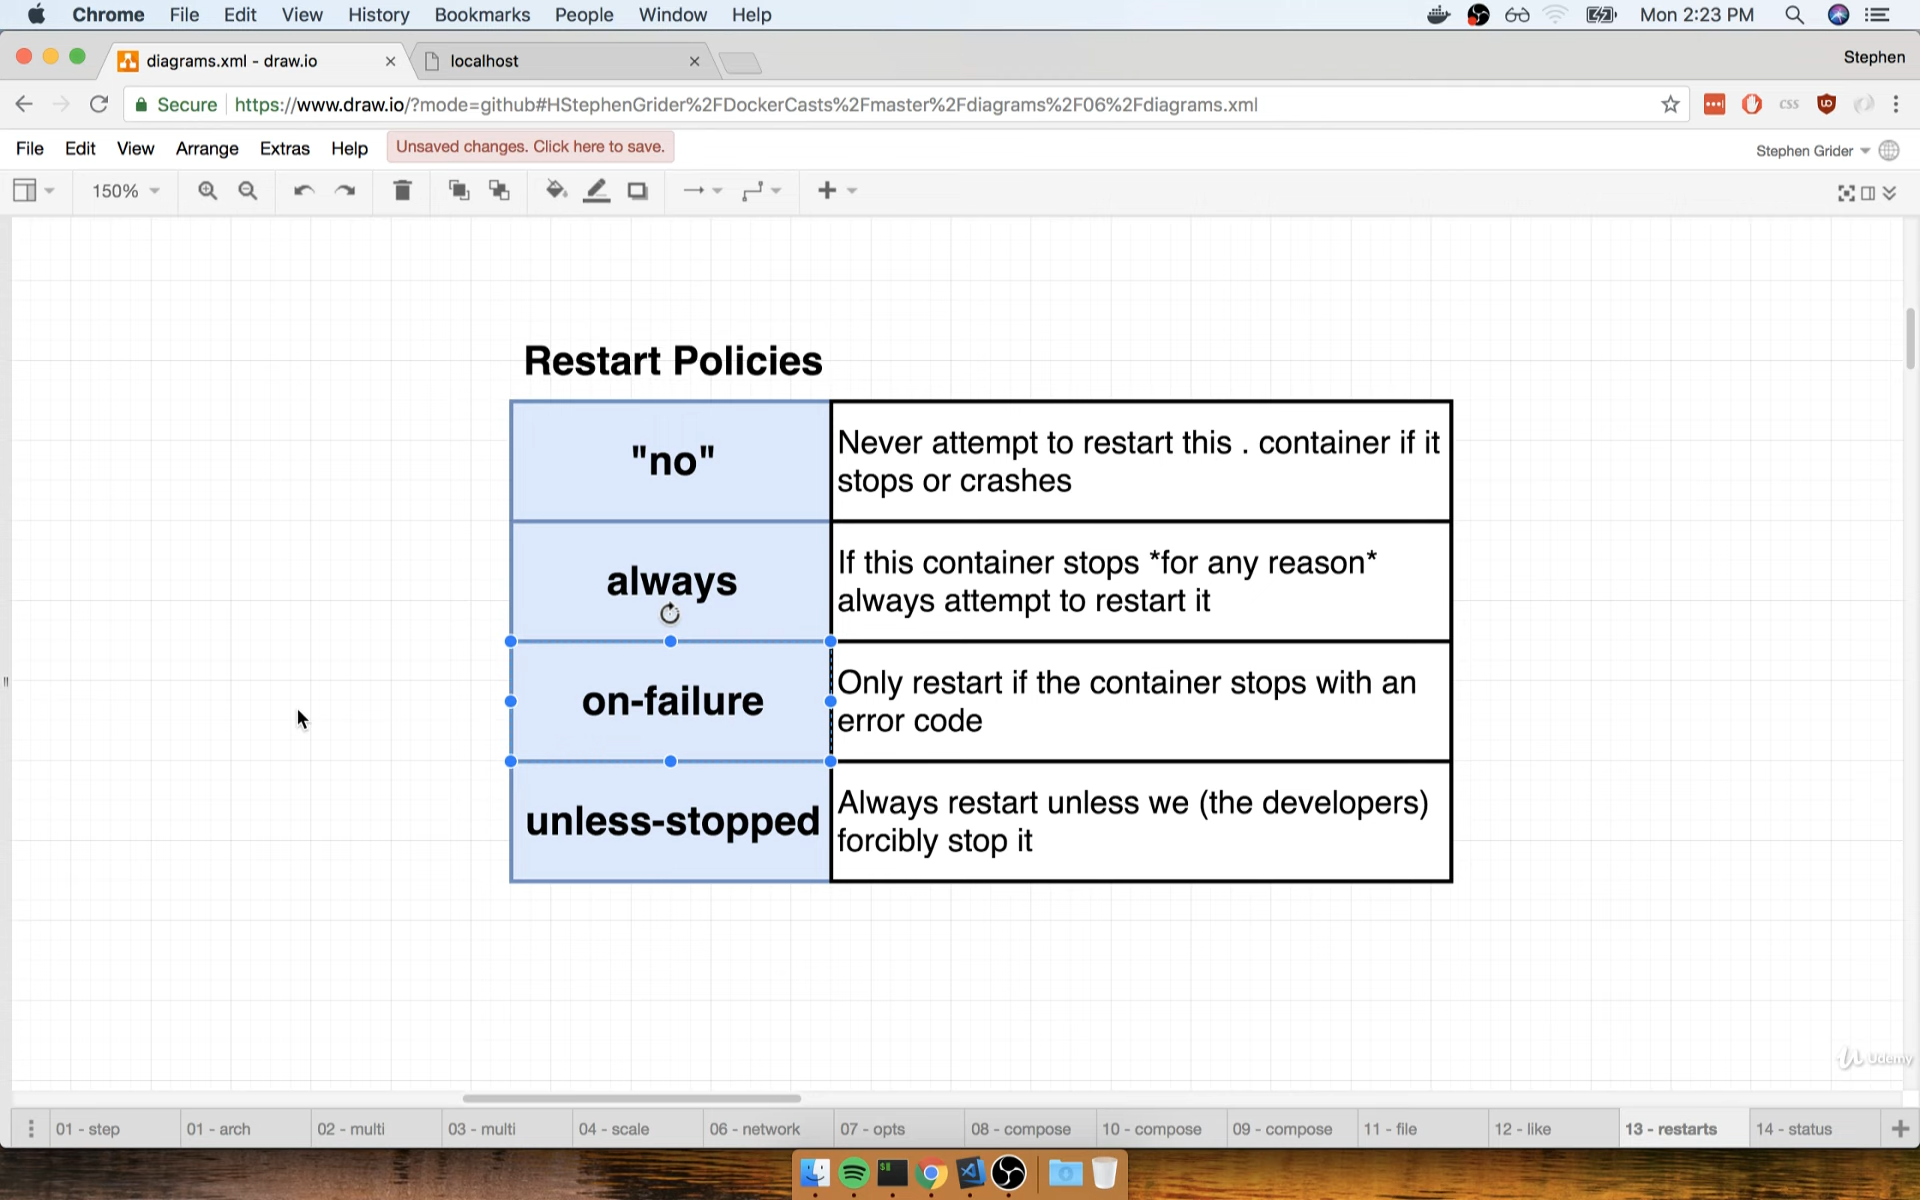 Chrome File Edit View History Bookmarks People Window Help Mon 2:23 PM
diagrams.xml - draw.io localhost Stephen
Secure https://www.draw.io/?mode=github#HStephenGrider%2FDockerCasts%2Fmaster%2Fdiagrams%2F06%2Fdiagrams.xml css
File Edit View Arrange Extras Help Unsaved changes. Click here to save. Stephen Grider
150%
Restart Policies
"no"
Never attempt to restart this . container if it
stops or crashes
always
If this container stops *for any reason*
always attempt to restart it
on-failure
Only restart if the container stops with an
error code
unless-stopped
Always restart unless we (the developers)
forcibly stop it
Udemy
01 - step 01 - arch 02 - multi 03 - multi 04 - scale 06 - network 07 - opts 08 - compose 10 - compose 09 - compose 11 - file 12 - like 13 - restarts 14 - status